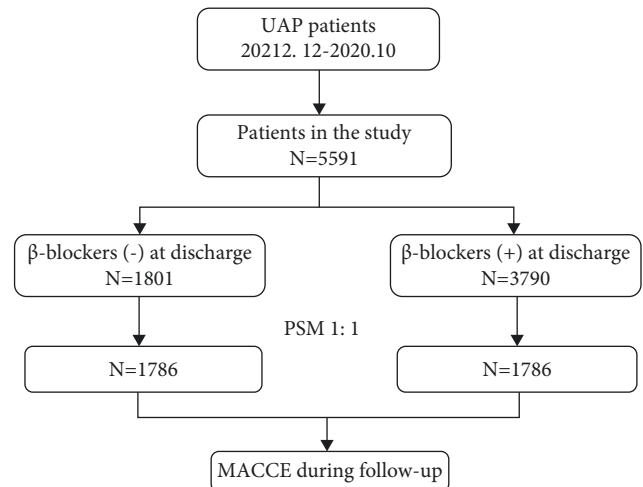 UAP patients
20212. 12-2020.10
Patients in the study
N=5591
β-blockers (-) at discharge
N=1801
β-blockers (+) at discharge
N=3790
PSM 1: 1
N=1786
N=1786
MACCE during follow-up